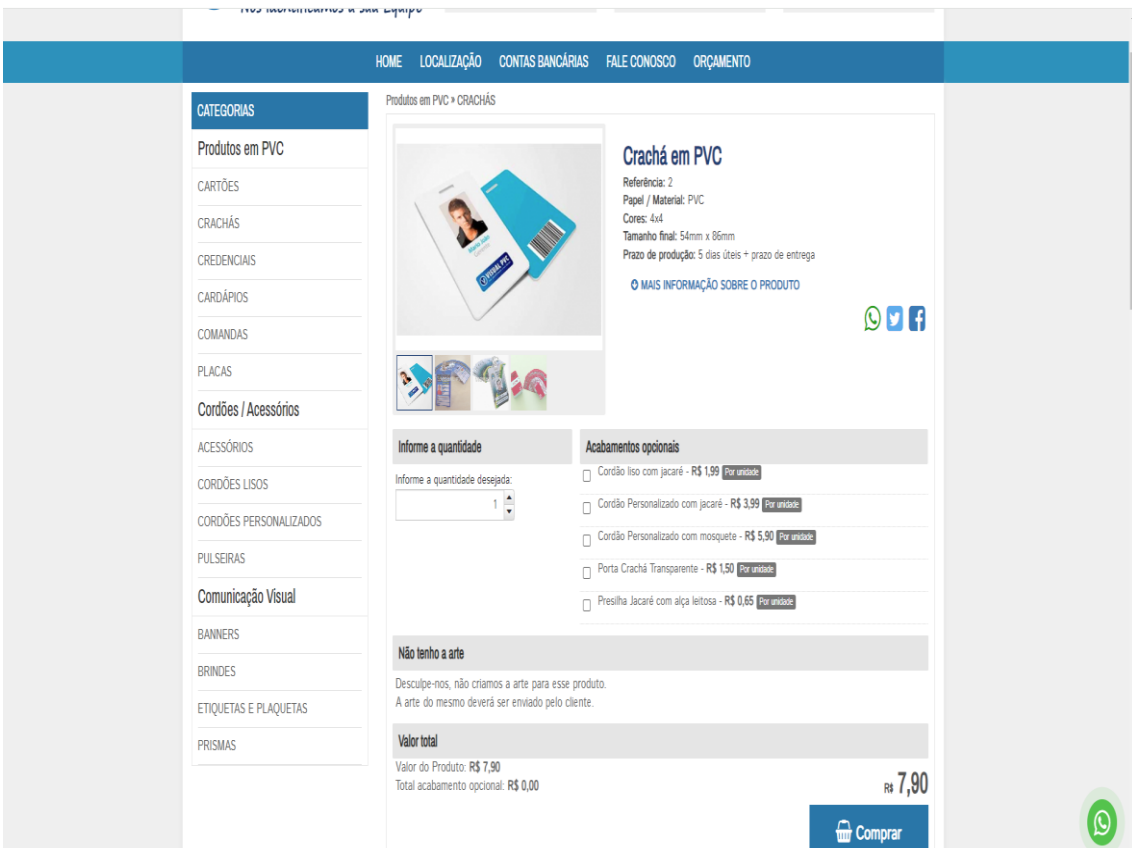 Nós identificamos a sua Equipe
HOME LOCALIZAÇÃO CONTAS BANCÁRIAS FALE CONOSCO ORÇAMENTO
CATEGORIAS
Produtos em PVC
CARTÕES
CRACHÁS
CREDENCIAIS
CARDÁPIOS
COMANDAS
PLACAS
Cordões / Acessórios
ACESSÓRIOS
CORDÕES LISOS
CORDÕES PERSONALIZADOS
PULSEIRAS
Comunicação Visual
BANNERS
BRINDES
ETIQUETAS E PLAQUETAS
PRISMAS
Produtos em PVC » CRACHÁS
VISUAL PVC
Crachá em PVC
Referência: 2
Papel / Material: PVC
Cores: 4x4
Tamanho final: 54mm x 86mm
Prazo de produção: 5 dias úteis + prazo de entrega
MAIS INFORMAÇÃO SOBRE O PRODUTO
Informe a quantidade
Informe a quantidade desejada:
1
Acabamentos opcionais
Cordão liso com jacaré - R$ 1,99 Por unidade
Cordão Personalizado com jacaré - R$ 3,99 Por unidade
Cordão Personalizado com mosquete - R$ 5,90 Por unidade
Porta Crachá Transparente - R$ 1,50 Por unidade
Presilha Jacaré com alça leitosa - R$ 0,65 Por unidade
Não tenho a arte
Desculpe-nos, não criamos a arte para esse produto.
A arte do mesmo deverá ser enviado pelo cliente.
Valor total
Valor do Produto: R$ 7,90
Total acabamento opcional: R$ 0,00
R$ 7,90
Comprar